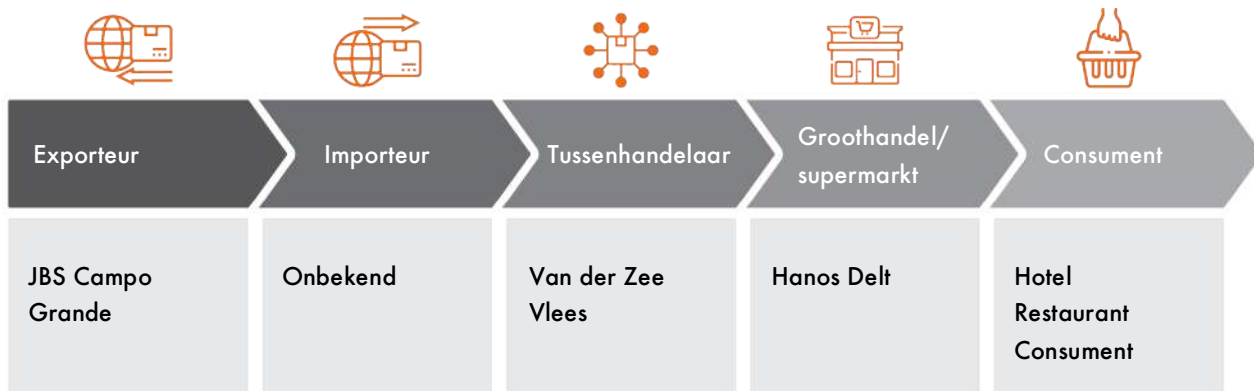 Exporteur
Importeur
Tussenhandelaar
Groothandel/
supermarkt
Consument
JBS Campo
Grande
Onbekend
Van der Zee
Vlees
Hanos Delt
Hotel
Restaurant
Consument